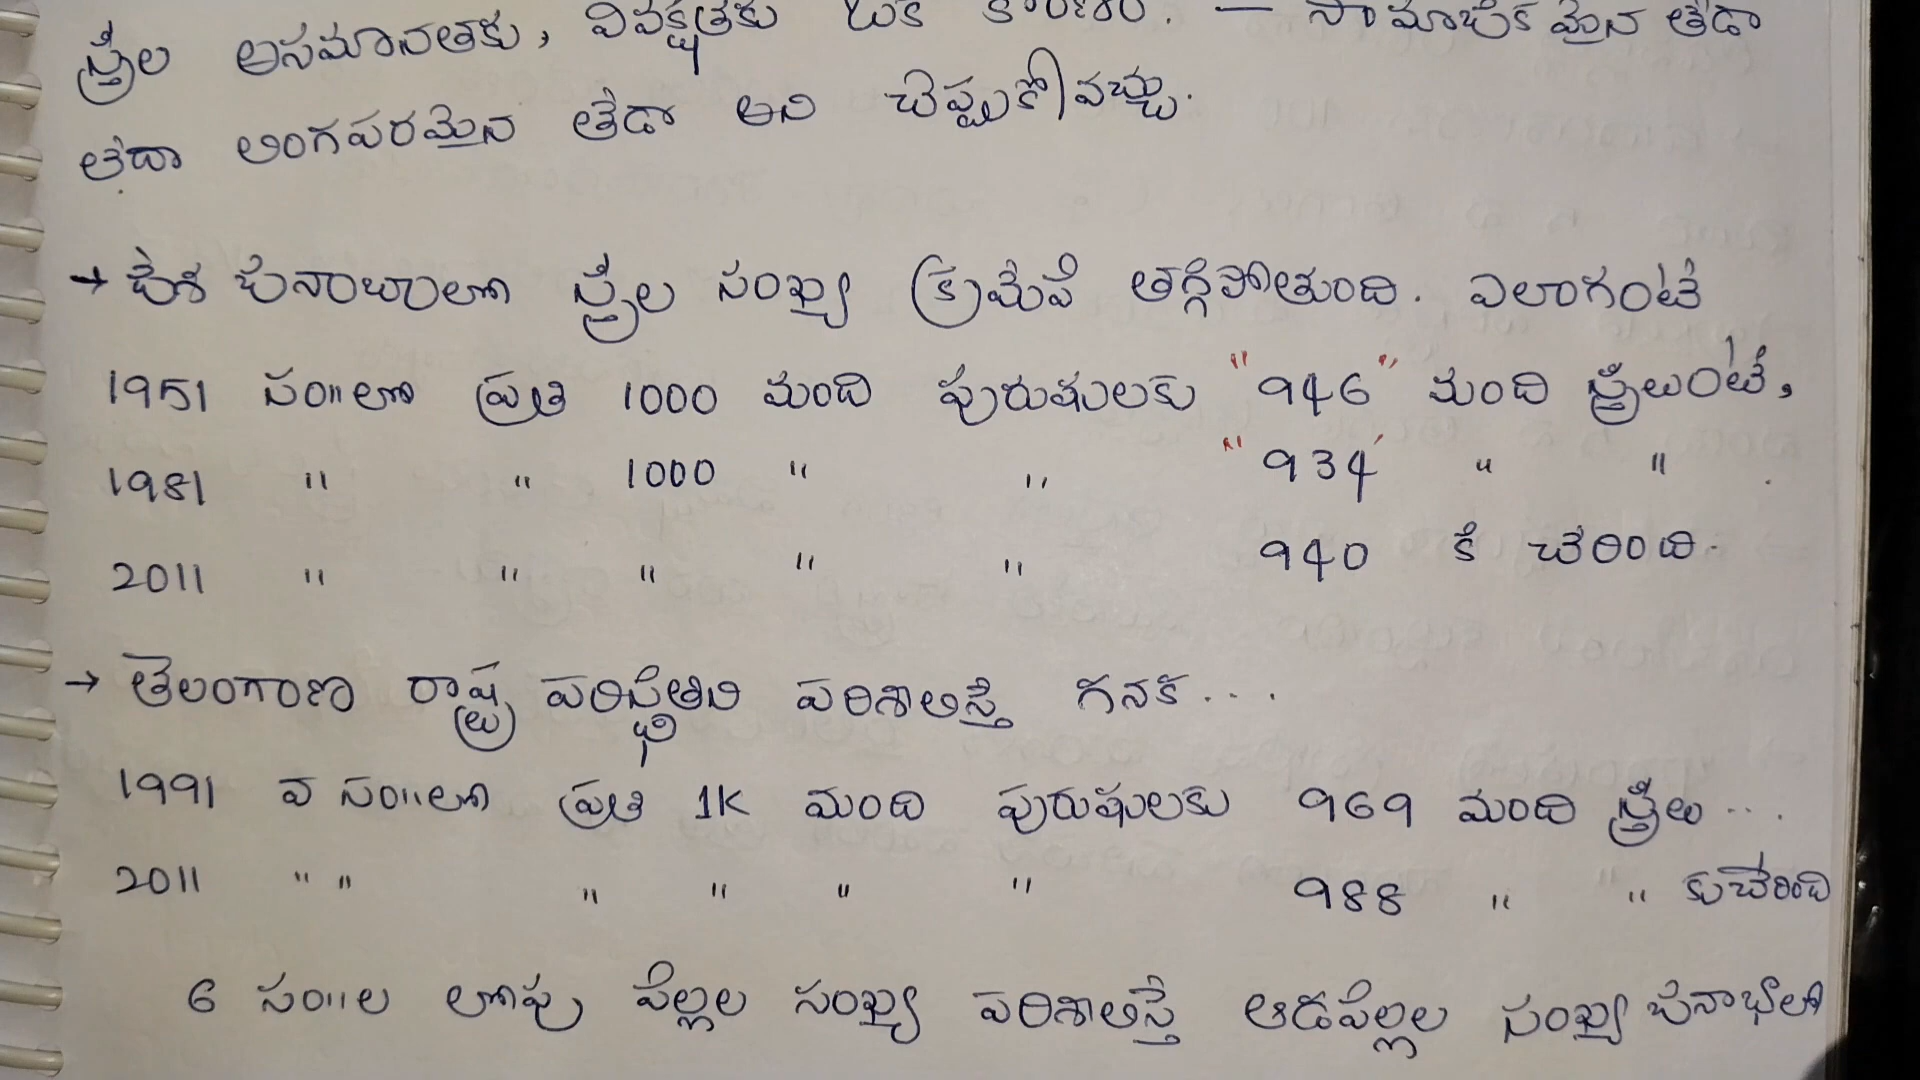 స్త్రీల అసమానతకు, వివక్షతకు ఒక కారణం. — సామాజికమైన తేడా
లేదా లింగపరమైన తేడా అని చెప్పుకోవచ్చు.
→ దేశ జనాభాలో స్త్రీల సంఖ్య క్రమేపి తగ్గిపోతుంది. ఎలాగంటే
1951 సం॥లో ప్రతి 1000 మంది పురుషులకు "946" మంది స్త్రీలుంటే,
1981 " " 1000 " " "934' " "
2011 " " " " " 940 కి చేరింది.
→ తెలంగాణ రాష్ట్ర పరిస్థితిని పరిశీలిస్తే గనక....
1991 వ సం॥లో ప్రతి 1K మంది పురుషులకు 969 మంది స్త్రీలు ...
2011 " " " " " " 988 " " కు చేరింది
6 సం॥ల లోపు పిల్లల సంఖ్య పరిశీలిస్తే ఆడపిల్లల సంఖ్య జనాభాలో